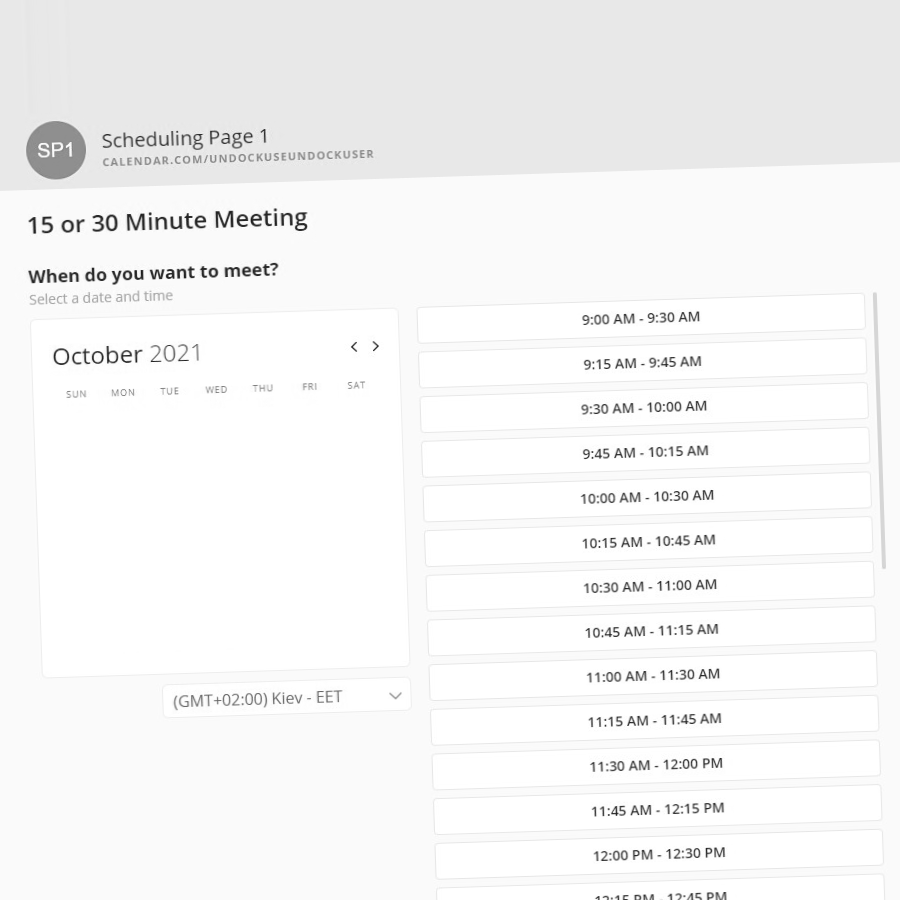 SP1
Scheduling Page 1
CALENDAR.COM/UNDOCKUSEUNDOCKUSER
15 or 30 Minute Meeting
When do you want to meet?
Select a date and time
October 2021
SUN MON TUE WED THU FRI SAT
(GMT+02:00) Kiev - EET
9:00 AM - 9:30 AM
9:15 AM - 9:45 AM
9:30 AM - 10:00 AM
9:45 AM - 10:15 AM
10:00 AM - 10:30 AM
10:15 AM - 10:45 AM
10:30 AM - 11:00 AM
10:45 AM - 11:15 AM
11:00 AM - 11:30 AM
11:15 AM - 11:45 AM
11:30 AM - 12:00 PM
11:45 AM - 12:15 PM
12:00 PM - 12:30 PM
12:15 PM - 12:45 PM